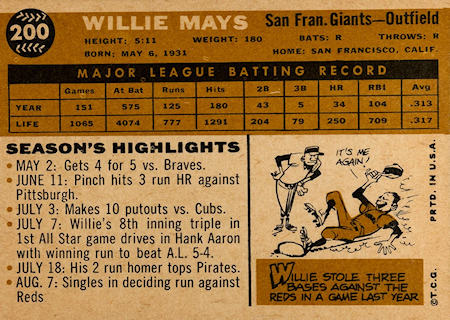 200
WILLIE MAYS
San Fran. Giants—Outfield
HEIGHT: 5:11 WEIGHT: 180 BATS: R THROWS: R
BORN: MAY 6, 1931 HOME: SAN FRANCISCO, CALIF.
MAJOR LEAGUE BATTING RECORD
Games At Bat Runs Hits 2B 3B HR RBI Avg.
YEAR 151 575 125 180 43 5 34 104 .313
LIFE 1065 4074 777 1291 204 79 250 709 .317
SEASON'S HIGHLIGHTS
• MAY 2: Gets 4 for 5 vs. Braves.
• JUNE 11: Pinch hits 3 run HR against
Pittsburgh.
• JULY 3: Makes 10 putouts vs. Cubs.
• JULY 7: Willie's 8th inning triple in
1st All Star game drives in Hank Aaron
with winning run to beat A.L. 5-4.
• JULY 18: His 2 run homer tops Pirates.
• AUG. 7: Singles in deciding run against
Reds
IT'S ME
AGAIN!
WILLIE STOLE THREE
BASES AGAINST THE
REDS IN A GAME LAST YEAR
©T.C.G. PRTD. IN U.S.A.